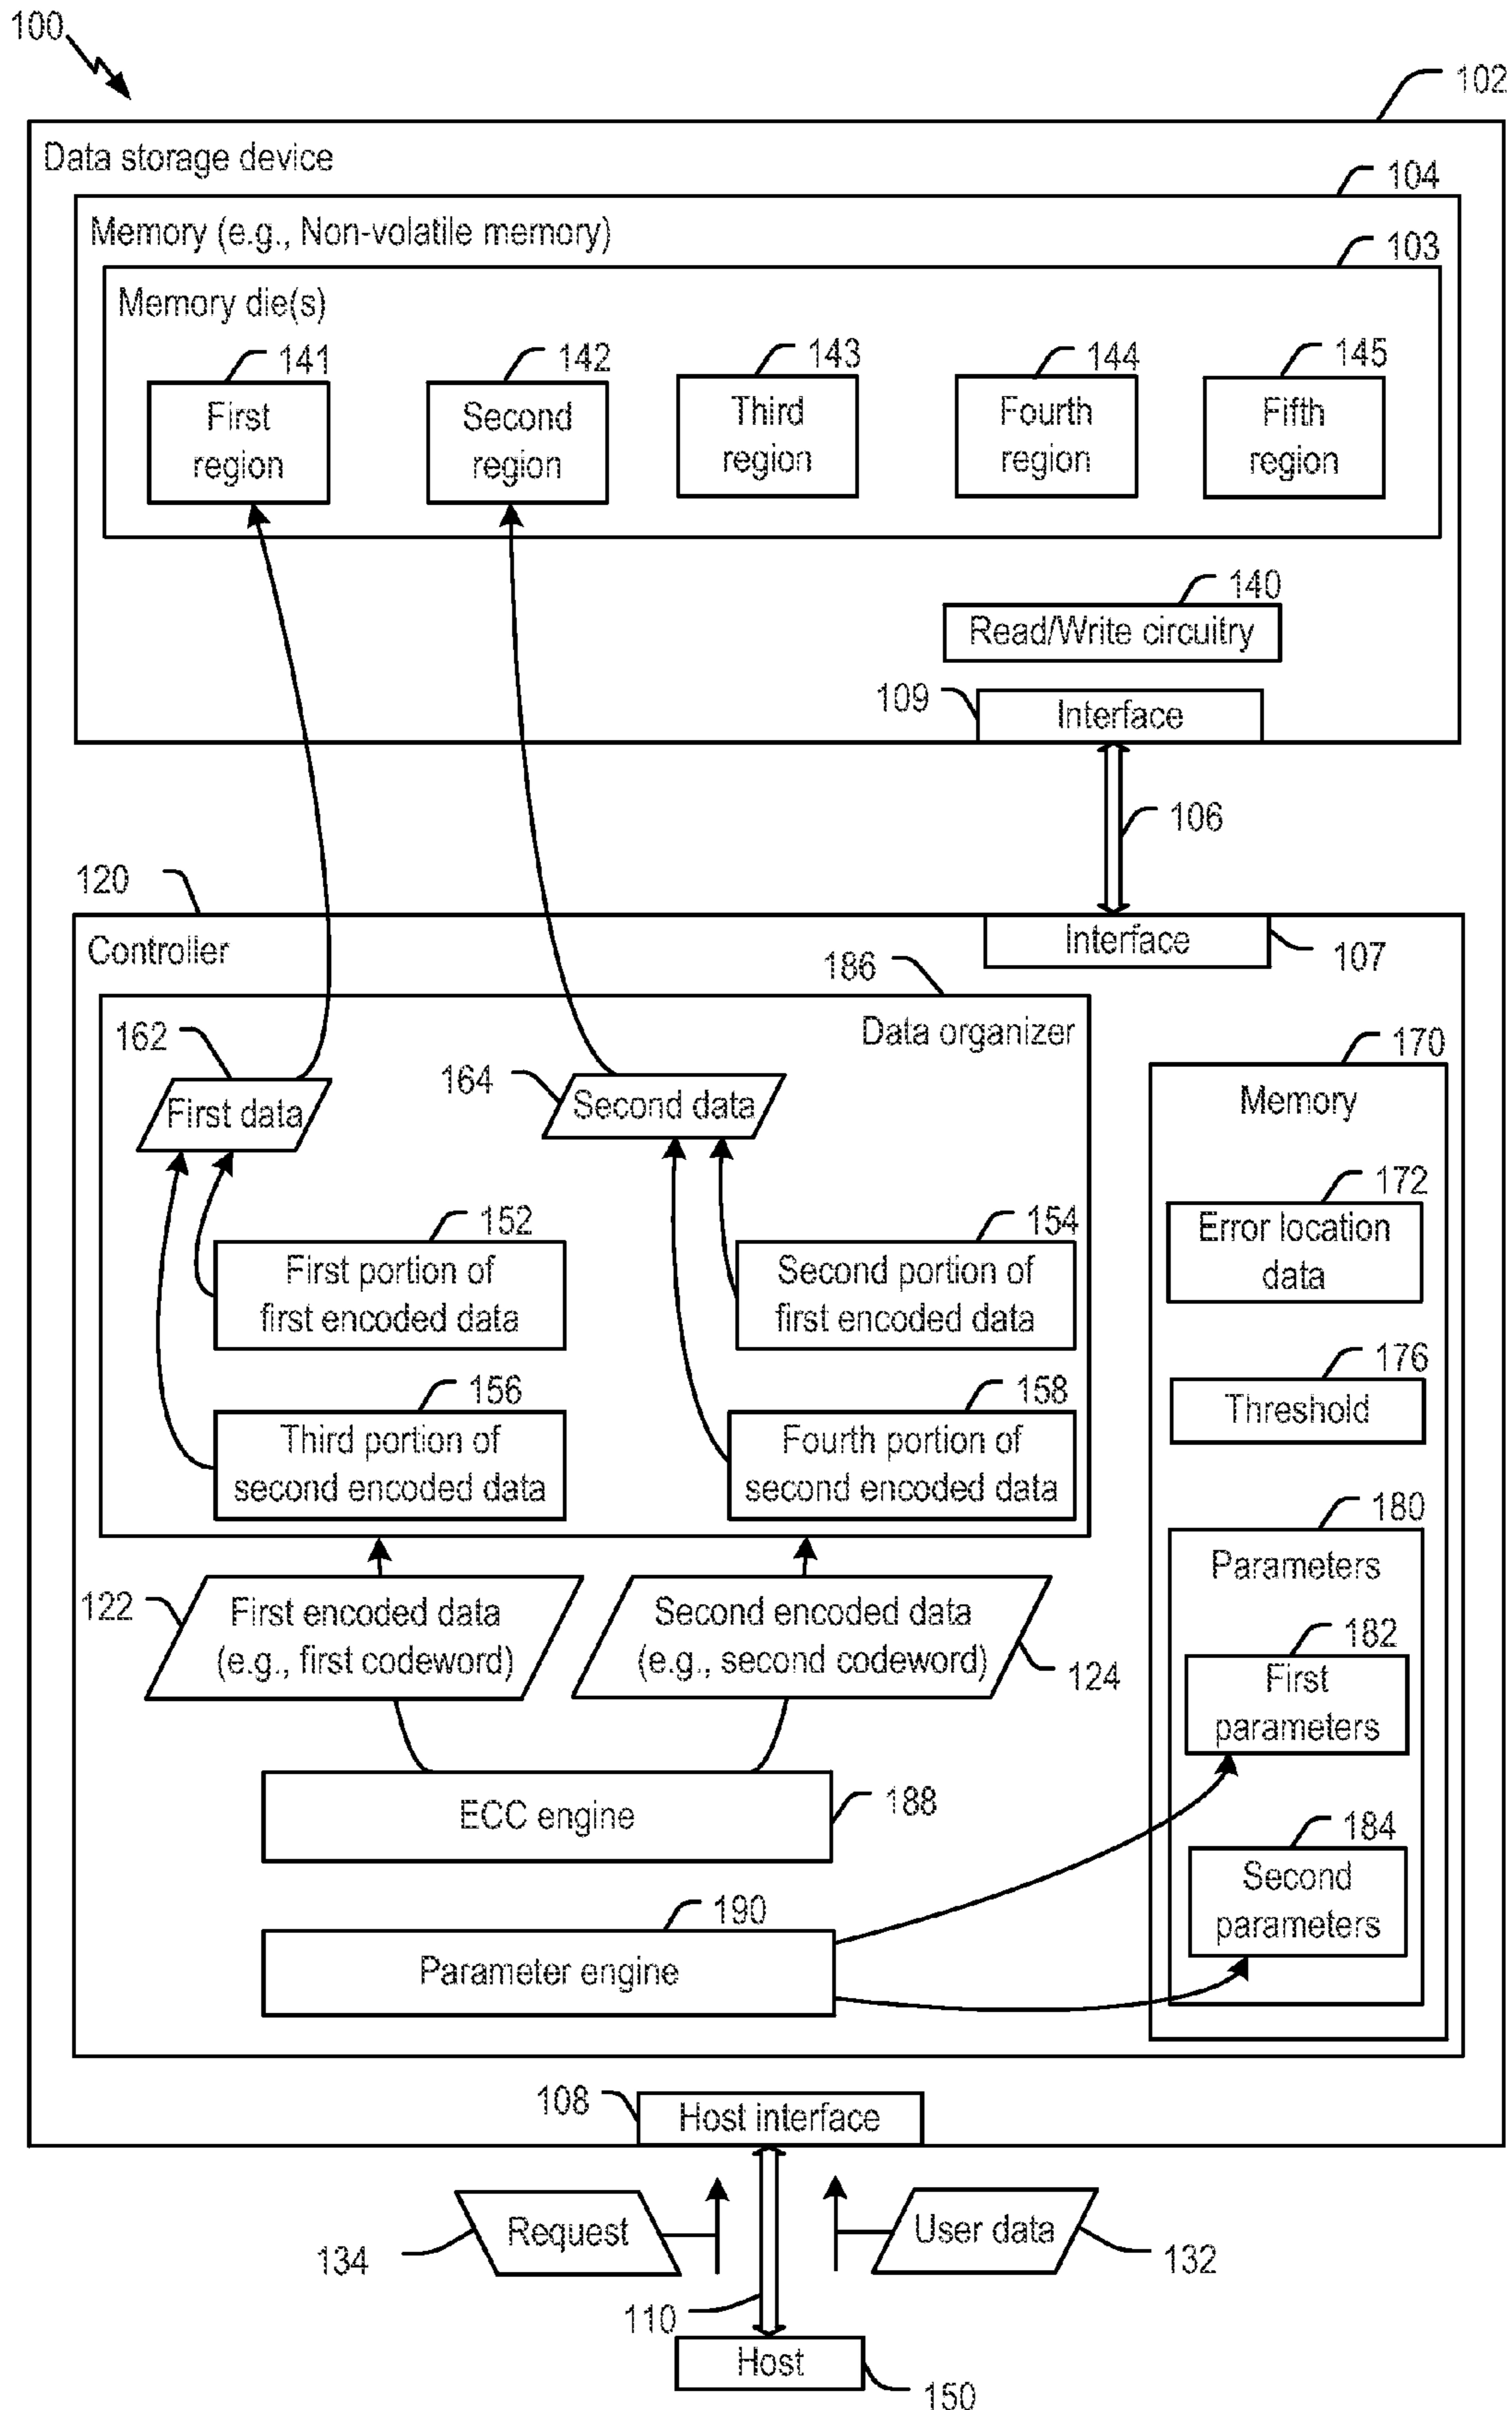 100
102
Data storage device
104
Memory (e.g., Non-volatile memory)
103
Memory die(s)
141
142
143
144
145
First
region
Second
region
Third
region
Fourth
region
Fifth
region
140
Read/Write circuitry
109
Interface
106
120
Controller
Interface
107
186
Data organizer
162
First data
164
Second data
170
Memory
152
First portion of
first encoded data
154
Second portion of
first encoded data
172
Error location
data
156
Third portion of
second encoded data
158
Fourth portion of
second encoded data
176
Threshold
180
Parameters
122
First encoded data
(e.g., first codeword)
Second encoded data
(e.g., second codeword)
124
182
First
parameters
ECC engine
188
184
Second
parameters
190
Parameter engine
108
Host interface
Request
134
User data
132
110
Host
150